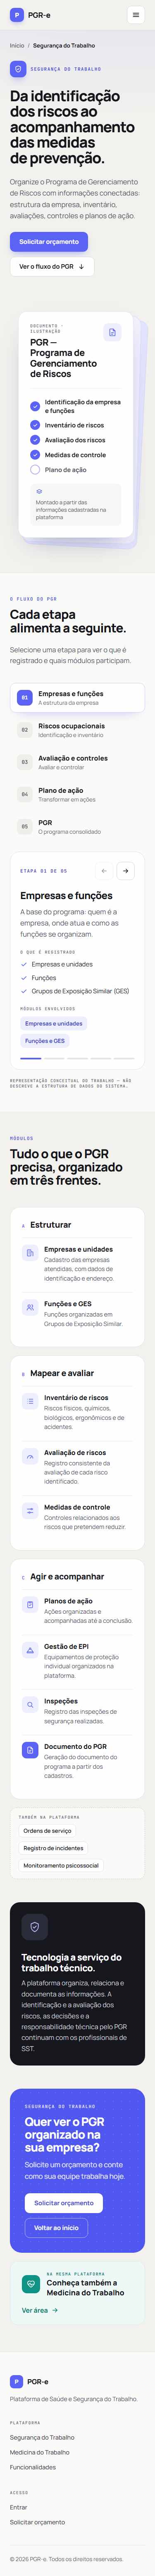 P PGR-e
Início / Segurança do Trabalho
SEGURANÇA DO TRABALHO
Da identificação
dos riscos ao
acompanhamento
das medidas
de prevenção.
Organize o Programa de Gerenciamento
de Riscos com informações conectadas:
estrutura da empresa, inventário,
avaliações, controles e planos de ação.
Solicitar orçamento
Ver o fluxo do PGR ↓
DOCUMENTO ·
ILUSTRAÇÃO
PGR —
Programa de
Gerenciamento
de Riscos
Identificação da empresa
e funções
Inventário de riscos
Avaliação dos riscos
Medidas de controle
Plano de ação
Montado a partir das
informações cadastradas na
plataforma
O FLUXO DO PGR
Cada etapa
alimenta a seguinte.
Selecione uma etapa para ver o que é
registrado e quais módulos participam.
01 Empresas e funções
A estrutura da empresa
02 Riscos ocupacionais
Identificação e inventário
03 Avaliação e controles
Avaliar e controlar
04 Plano de ação
Transformar em ações
05 PGR
O programa consolidado
ETAPA 01 DE 05 ← →
Empresas e funções
A base do programa: quem é a
empresa, onde atua e como as
funções se organizam.
O QUE É REGISTRADO
Empresas e unidades
Funções
Grupos de Exposição Similar (GES)
MÓDULOS ENVOLVIDOS
Empresas e unidades
Funções e GES
REPRESENTAÇÃO CONCEITUAL DO TRABALHO — NÃO
DESCREVE A ESTRUTURA DE DADOS DO SISTEMA.
MÓDULOS
Tudo o que o PGR
precisa, organizado
em três frentes.
A Estruturar
Empresas e unidades
Cadastro das empresas
atendidas, com dados de
identificação e endereço.
Funções e GES
Funções organizadas em
Grupos de Exposição Similar.
B Mapear e avaliar
Inventário de riscos
Riscos físicos, químicos,
biológicos, ergonômicos e de
acidentes.
Avaliação de riscos
Registro consistente da
avaliação de cada risco
identificado.
Medidas de controle
Controles relacionados aos
riscos que pretendem reduzir.
C Agir e acompanhar
Planos de ação
Ações organizadas e
acompanhadas até a conclusão.
Gestão de EPI
Equipamentos de proteção
individual organizados na
plataforma.
Inspeções
Registro das inspeções de
segurança realizadas.
Documento do PGR
Geração do documento do
programa a partir dos
cadastros.
TAMBÉM NA PLATAFORMA
Ordens de serviço
Registro de incidentes
Monitoramento psicossocial
Tecnologia a serviço do
trabalho técnico.
A plataforma organiza, relaciona e
documenta as informações. A
identificação e a avaliação dos
riscos, as decisões e a
responsabilidade técnica pelo PGR
continuam com os profissionais de
SST.
SEGURANÇA DO TRABALHO
Quer ver o PGR
organizado na
sua empresa?
Solicite um orçamento e conte
como sua equipe trabalha hoje.
Solicitar orçamento
Voltar ao início
NA MESMA PLATAFORMA
Conheça também a
Medicina do Trabalho
Ver área →
P PGR-e
Plataforma de Saúde e Segurança do Trabalho.
PLATAFORMA
Segurança do Trabalho
Medicina do Trabalho
Funcionalidades
ACESSO
Entrar
Solicitar orçamento
© 2026 PGR-e. Todos os direitos reservados.